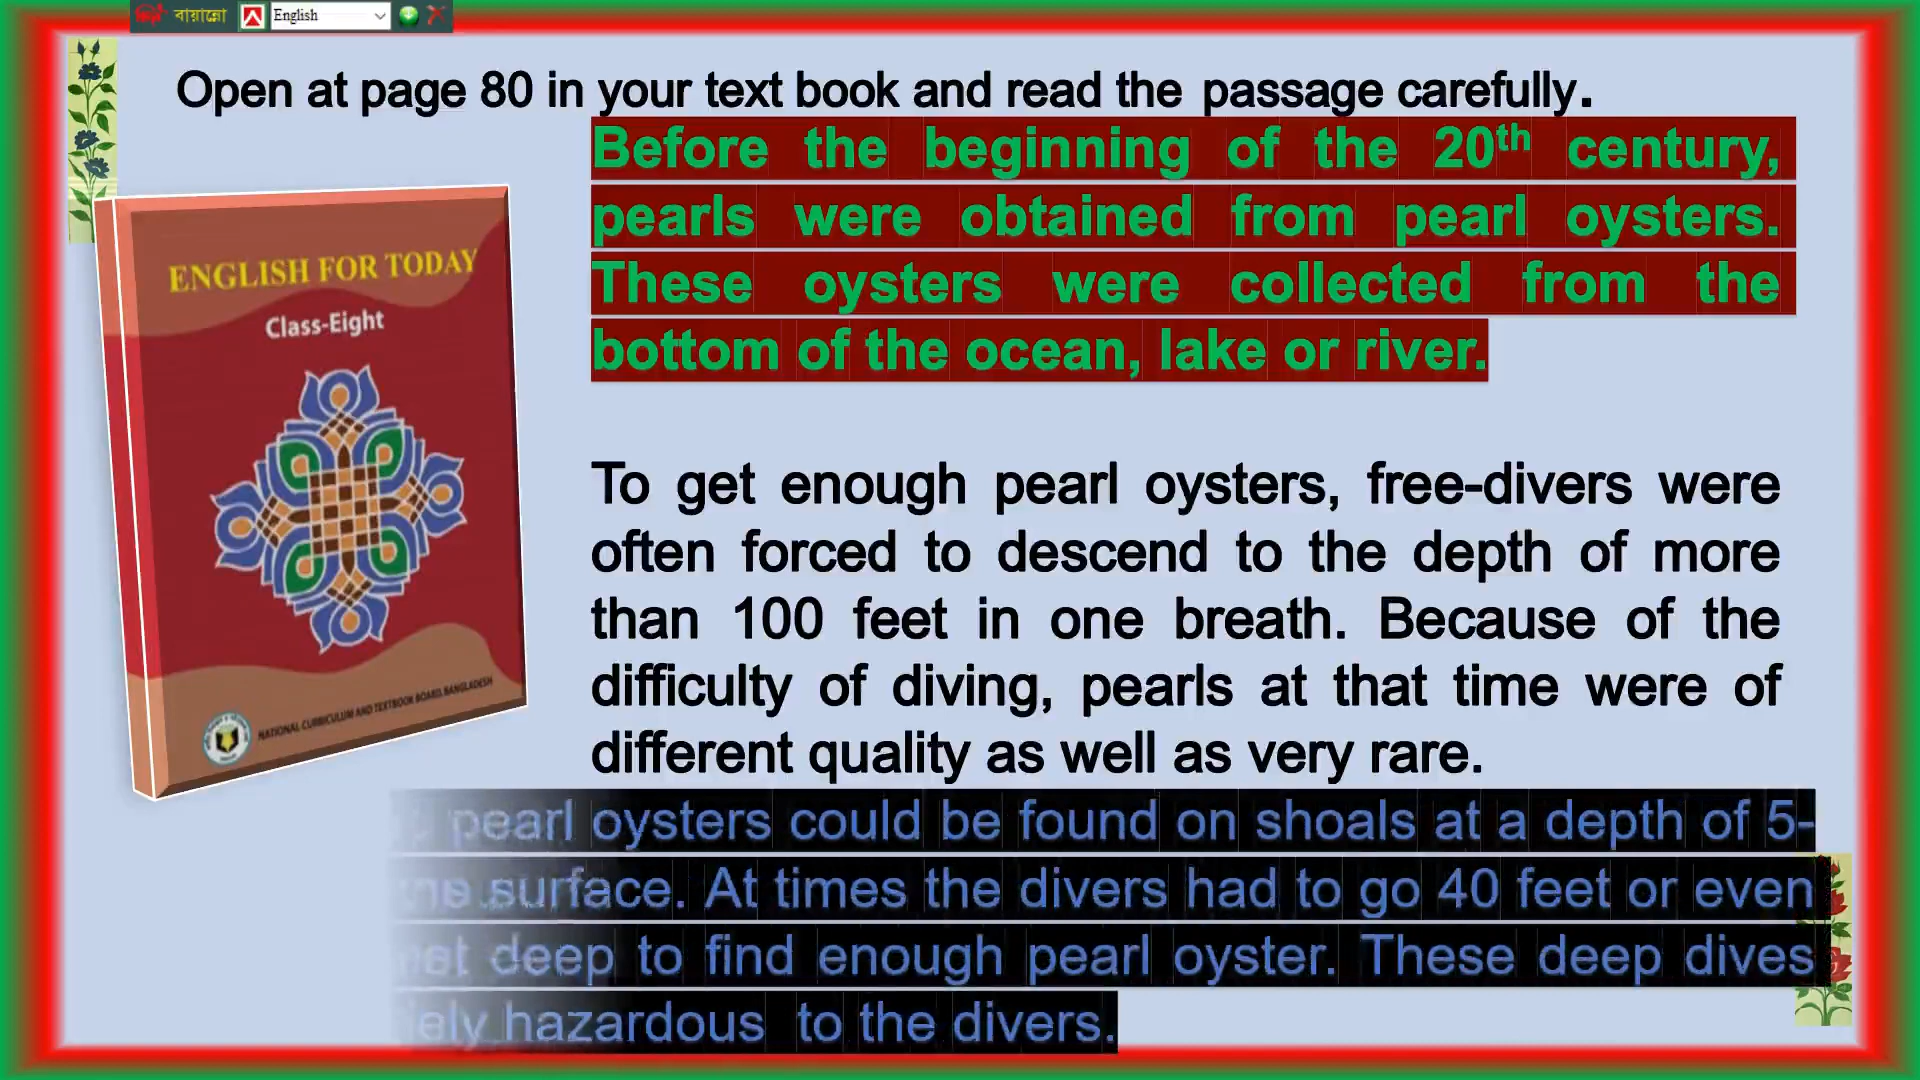 বায়ান্নো
English
Open at page 80 in your text book and read the passage carefully.
Before the beginning of the 20th century,
pearls were obtained from pearl oysters.
These oysters were collected from the
bottom of the ocean, lake or river.
ENGLISH FOR TODAY
Class-Eight
NATIONAL CURRICULUM AND TEXTBOOK BOARD, BANGLADESH
To get enough pearl oysters, free-divers were
often forced to descend to the depth of more
than 100 feet in one breath. Because of the
difficulty of diving, pearls at that time were of
different quality as well as very rare.
pearl oysters could be found on shoals at a depth of 5-
surface. At times the divers had to go 40 feet or even
deep to find enough pearl oyster. These deep dives
hazardous to the divers.